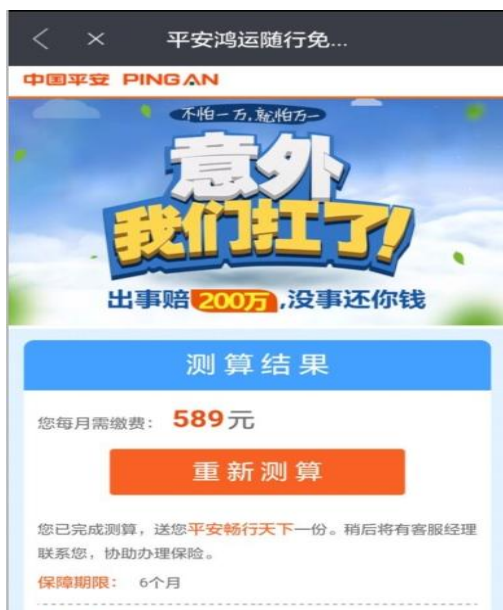 平安鸿运随行免...
中国平安 PING AN
不怕一万,就怕万一
意外
我们扛了!
出事赔200万,没事还你钱
测算结果
您每月需缴费: 589元
重新测算
您已完成测算，送您平安畅行天下一份。稍后将有客服经理
联系您，协助办理保险。
保障期限: 6个月